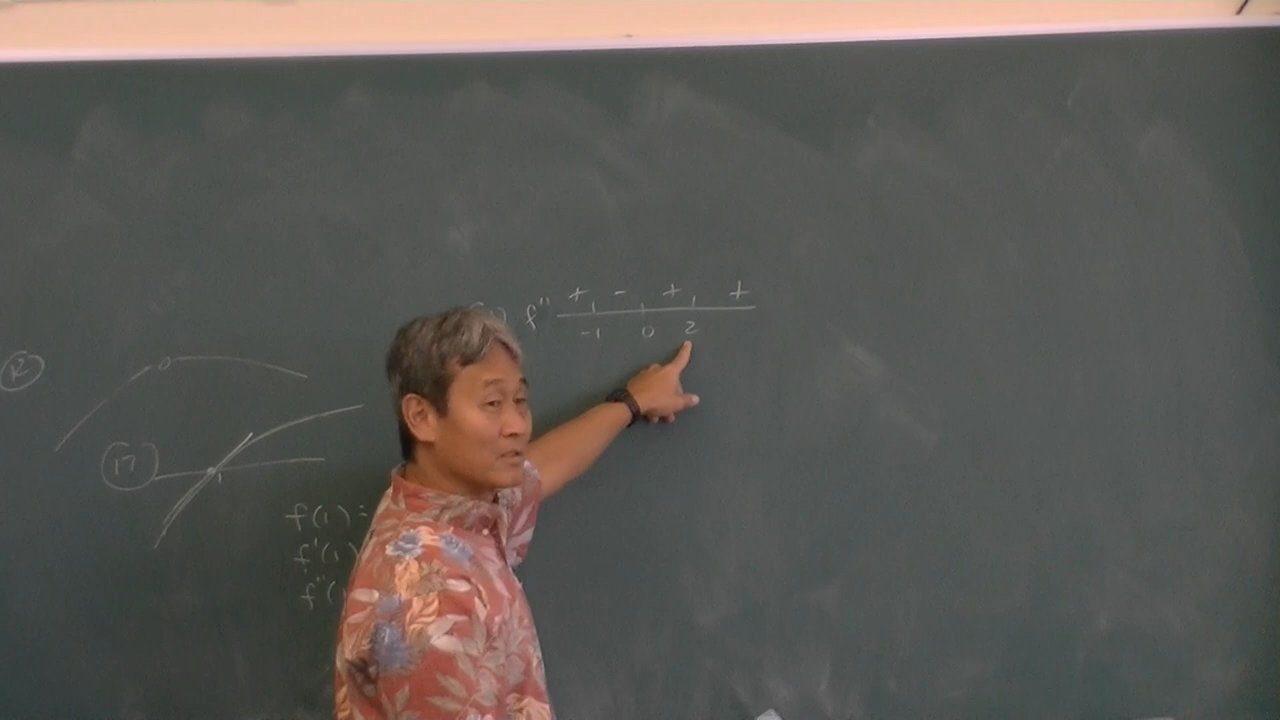 f'' + - + +
-1 0 2
12
17
f(1) =
f'(1)
f''(